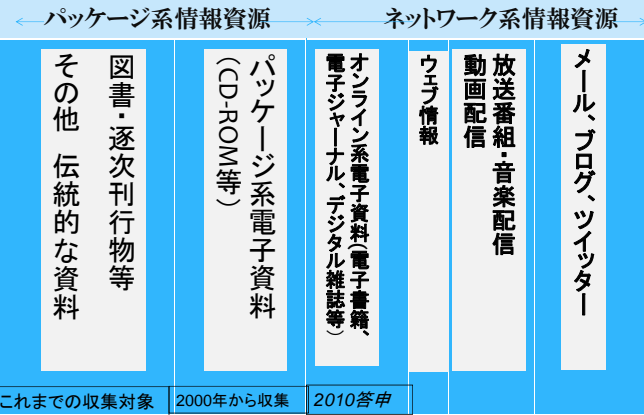 パッケージ系情報資源
ネットワーク系情報資源
図書・逐次刊行物等
その他 伝統的な資料
パッケージ系電子資料
(CD-ROM等)
オンライン系電子資料(電子書籍、
電子ジャーナル、デジタル雑誌等)
ウェブ情報
放送番組・音楽配信
動画配信
メール、ブログ、ツイッター
これまでの収集対象
2000年から収集
2010答申